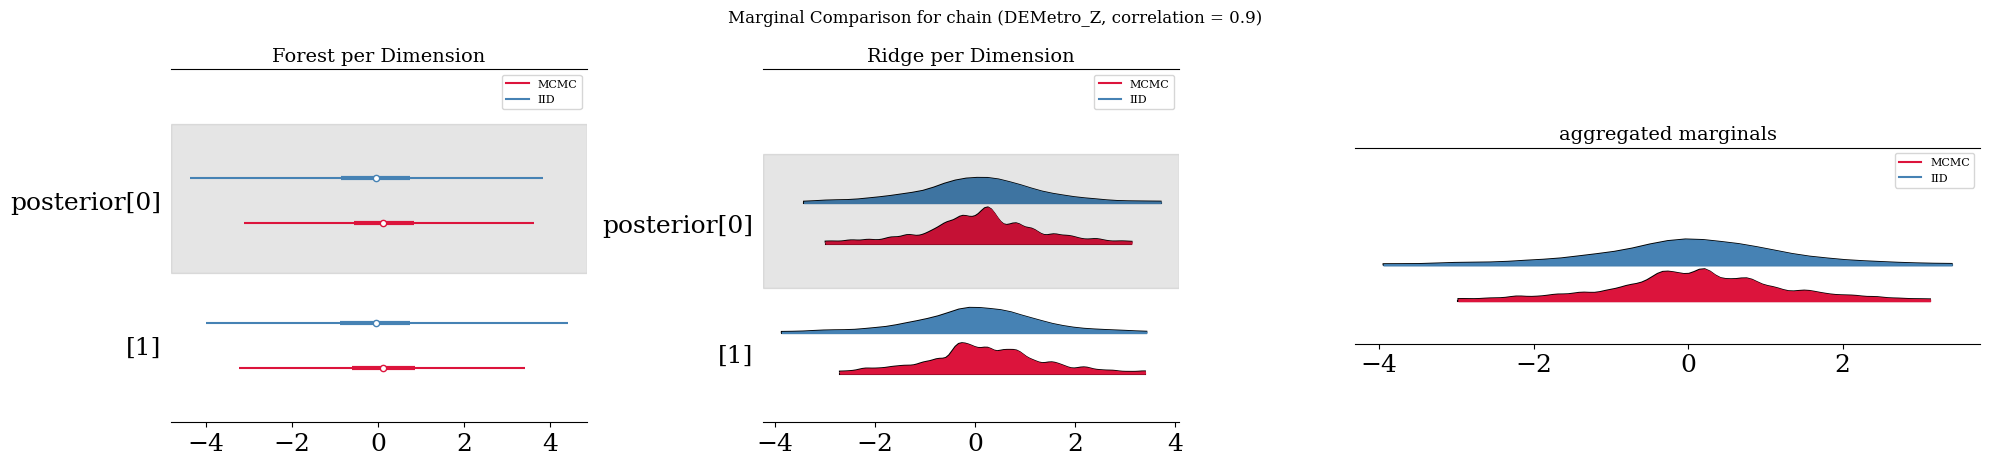 Marginal Comparison for chain (DEMetro_Z, correlation = 0.9)
Forest per Dimension
MCMC
IID
posterior[0]
[1]
−4 −2 0 2 4
Ridge per Dimension
MCMC
IID
posterior[0]
[1]
−4 −2 0 2 4
aggregated marginals
MCMC
IID
−4 −2 0 2